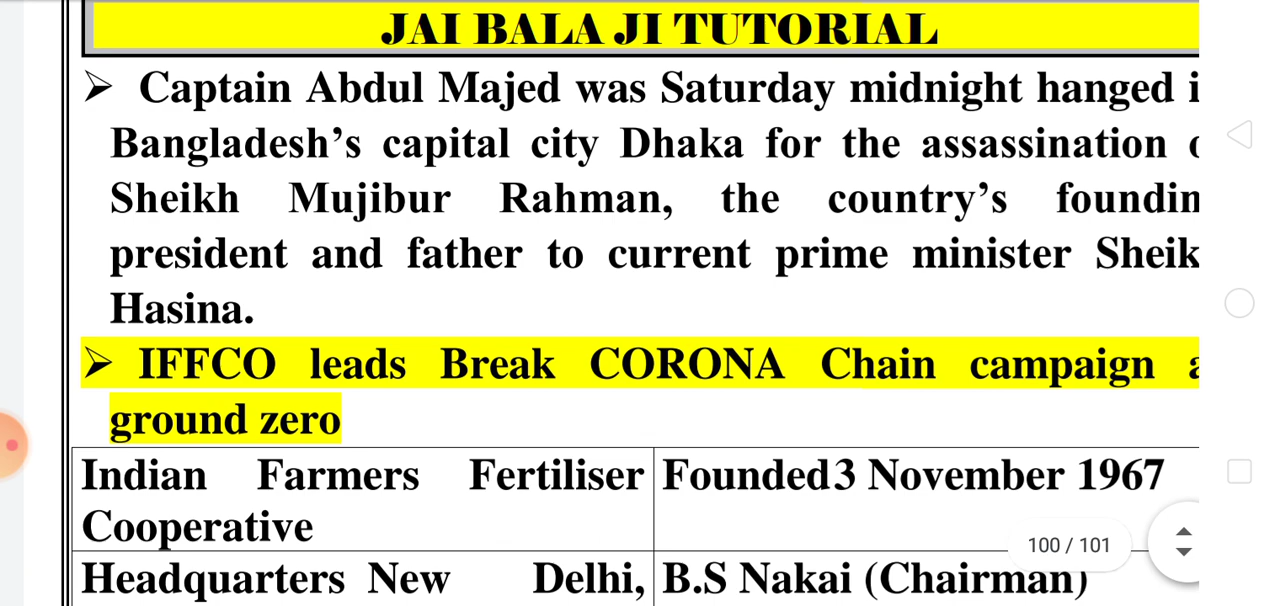 JAI BALA JI TUTORIAL
➢ Captain Abdul Majed was Saturday midnight hanged i
Bangladesh’s capital city Dhaka for the assassination
Sheikh Mujibur Rahman, the country’s foundin
president and father to current prime minister Sheik
Hasina.
➢ IFFCO leads Break CORONA Chain campaign a
ground zero
Indian Farmers Fertiliser Founded3 November 1967
Cooperative
100 / 101
Headquarters New Delhi, B.S Nakai (Chairman)